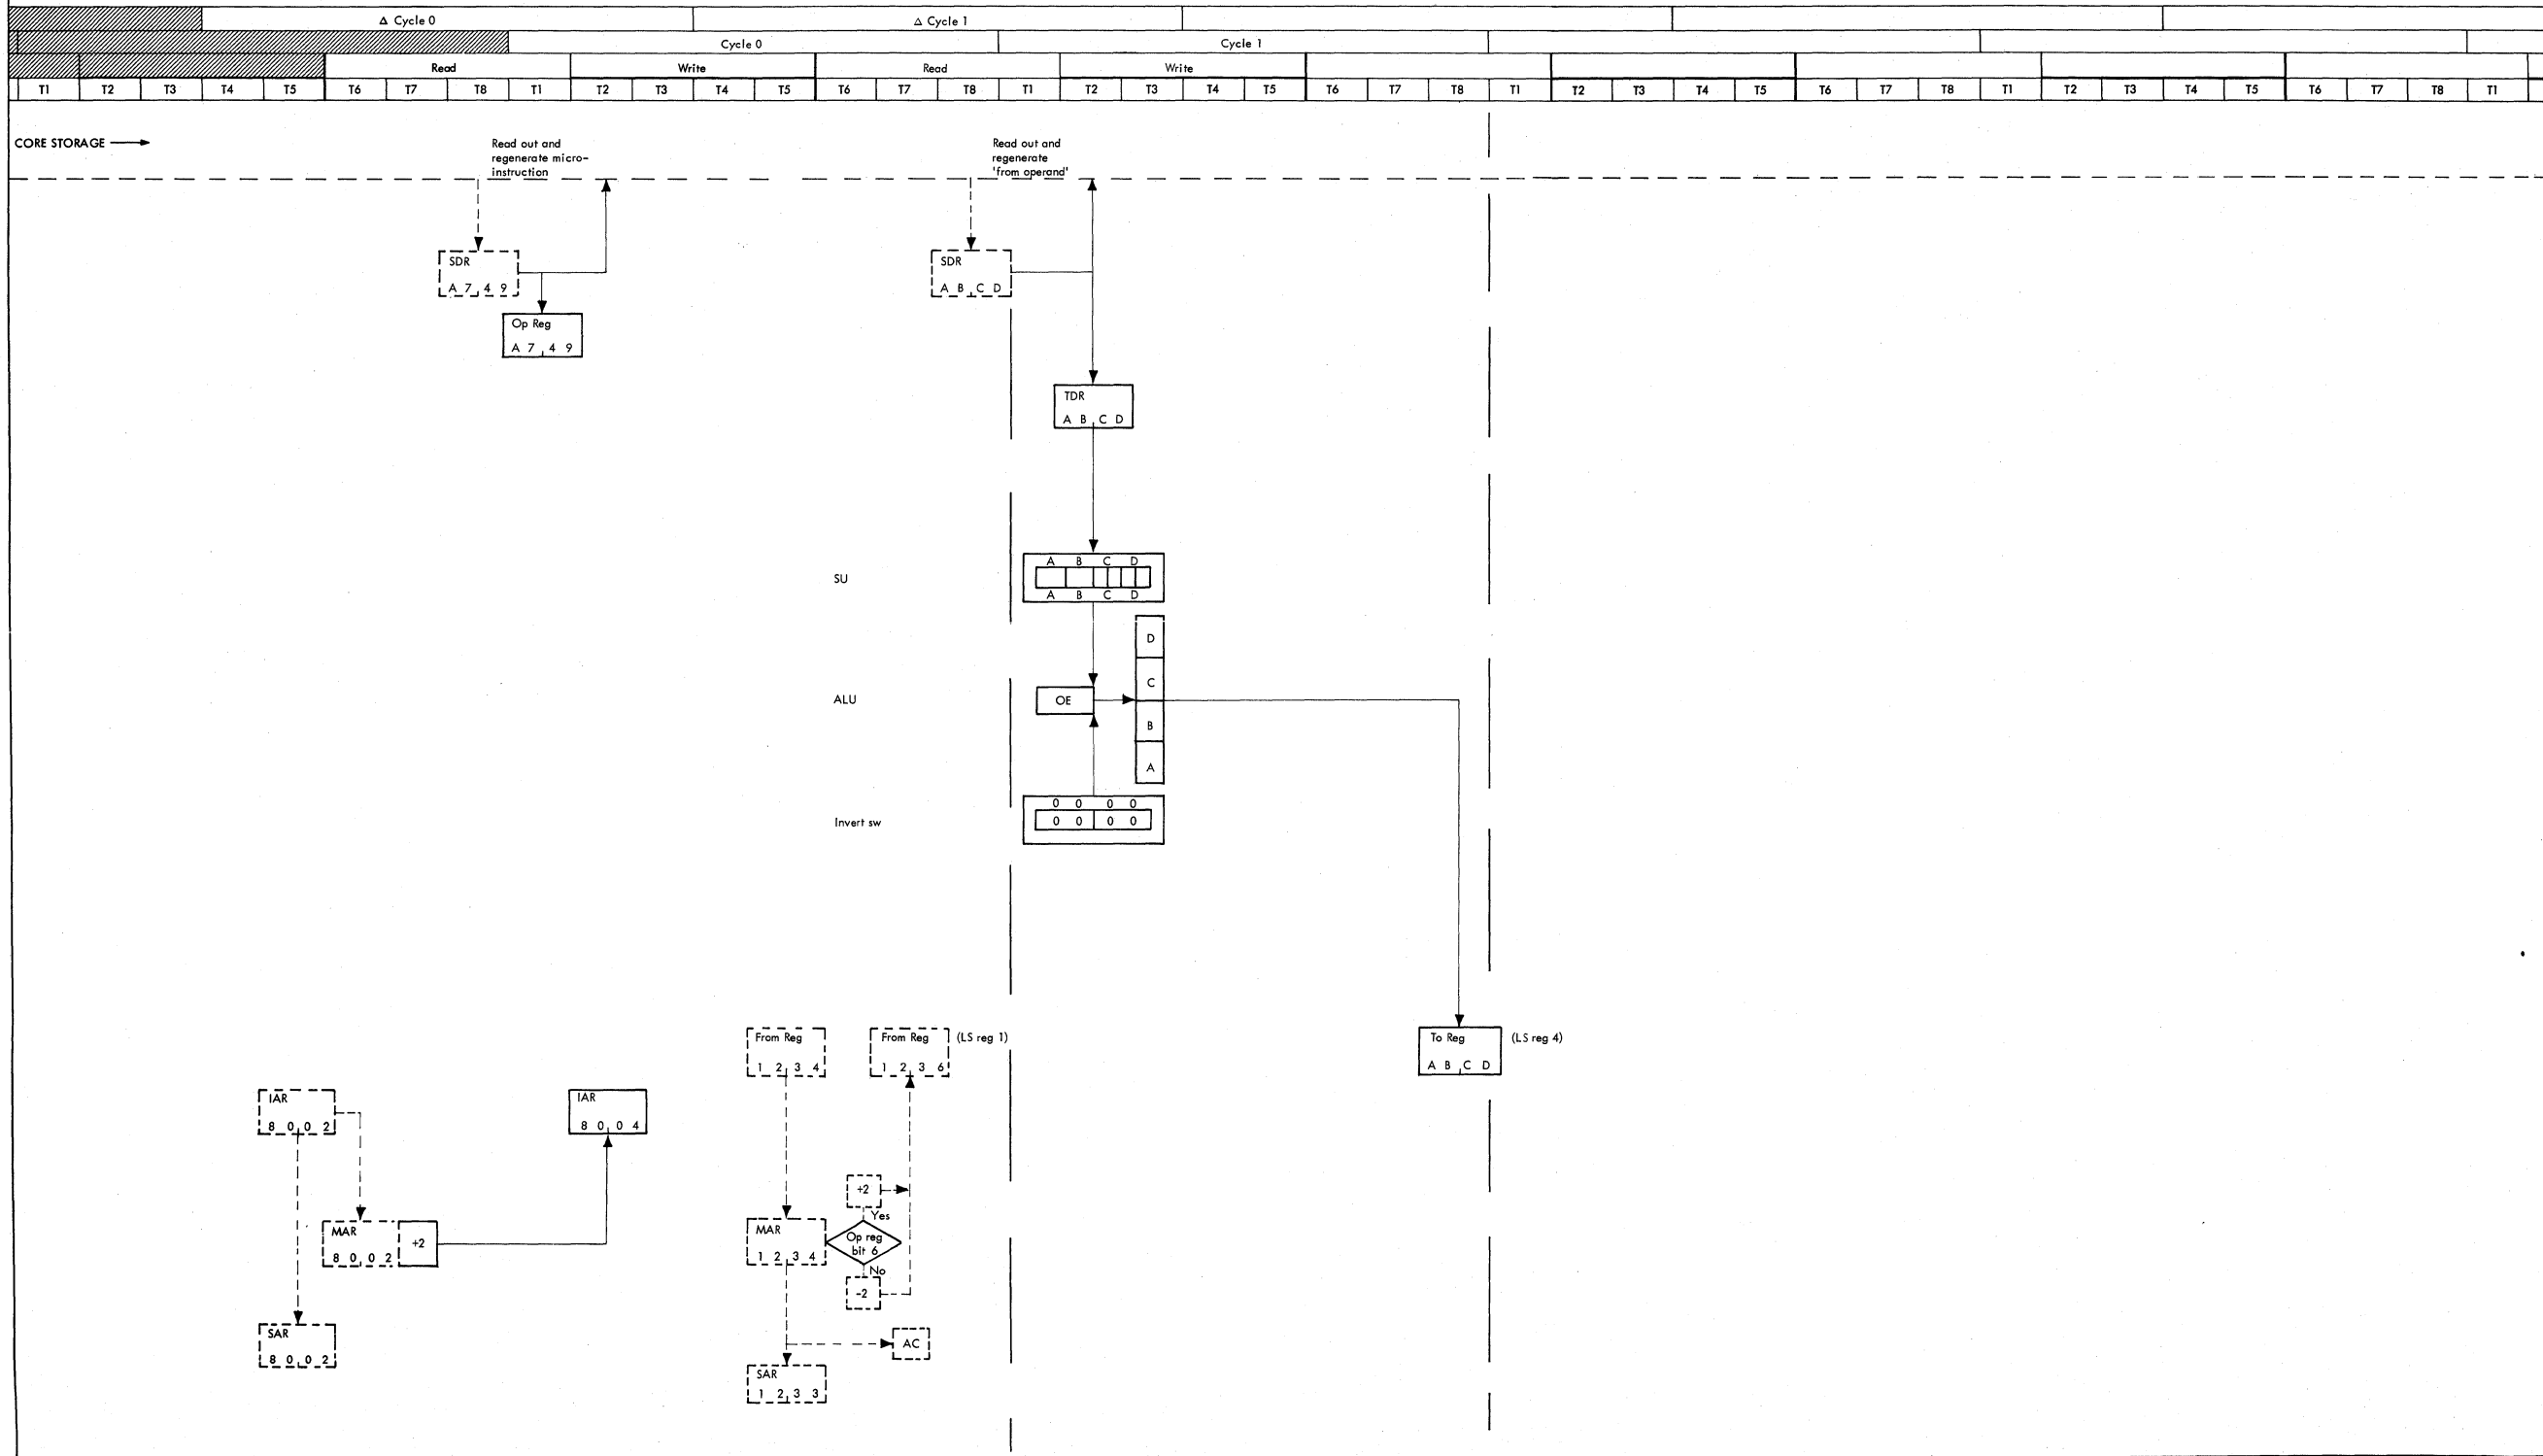 Δ Cycle 0 Δ Cycle 1
Cycle 0 Cycle 1
Read Write Read Write
T1 T2 T3 T4 T5 T6 T7 T8 T1 T2 T3 T4 T5 T6 T7 T8 T1 T2 T3 T4 T5 T6 T7 T8 T1 T2 T3 T4 T5 T6 T7 T8 T1 T2 T3 T4 T5 T6 T7 T8 T1
CORE STORAGE
Read out and
regenerate micro-
instruction
Read out and
regenerate
'from operand'
SDR
A 7 4 9
SDR
A B C D
Op Reg
A 7 4 9
TDR
A B C D
SU
A B C D
A B C D
D
C
B
A
ALU
OE
Invert sw
0 0 0 0
0 0 0 0
From Reg
1 2 3 4
From Reg
1 2 3 6
(LS reg 1)
To Reg
A B C D
(LS reg 4)
IAR
8 0 0 2
IAR
8 0 0 4
MAR
8 0 0 2
+2
MAR
1 2 3 4
+2
Yes
Op reg
bit 6
No
-2
AC
SAR
8 0 0 2
SAR
1 2 3 3